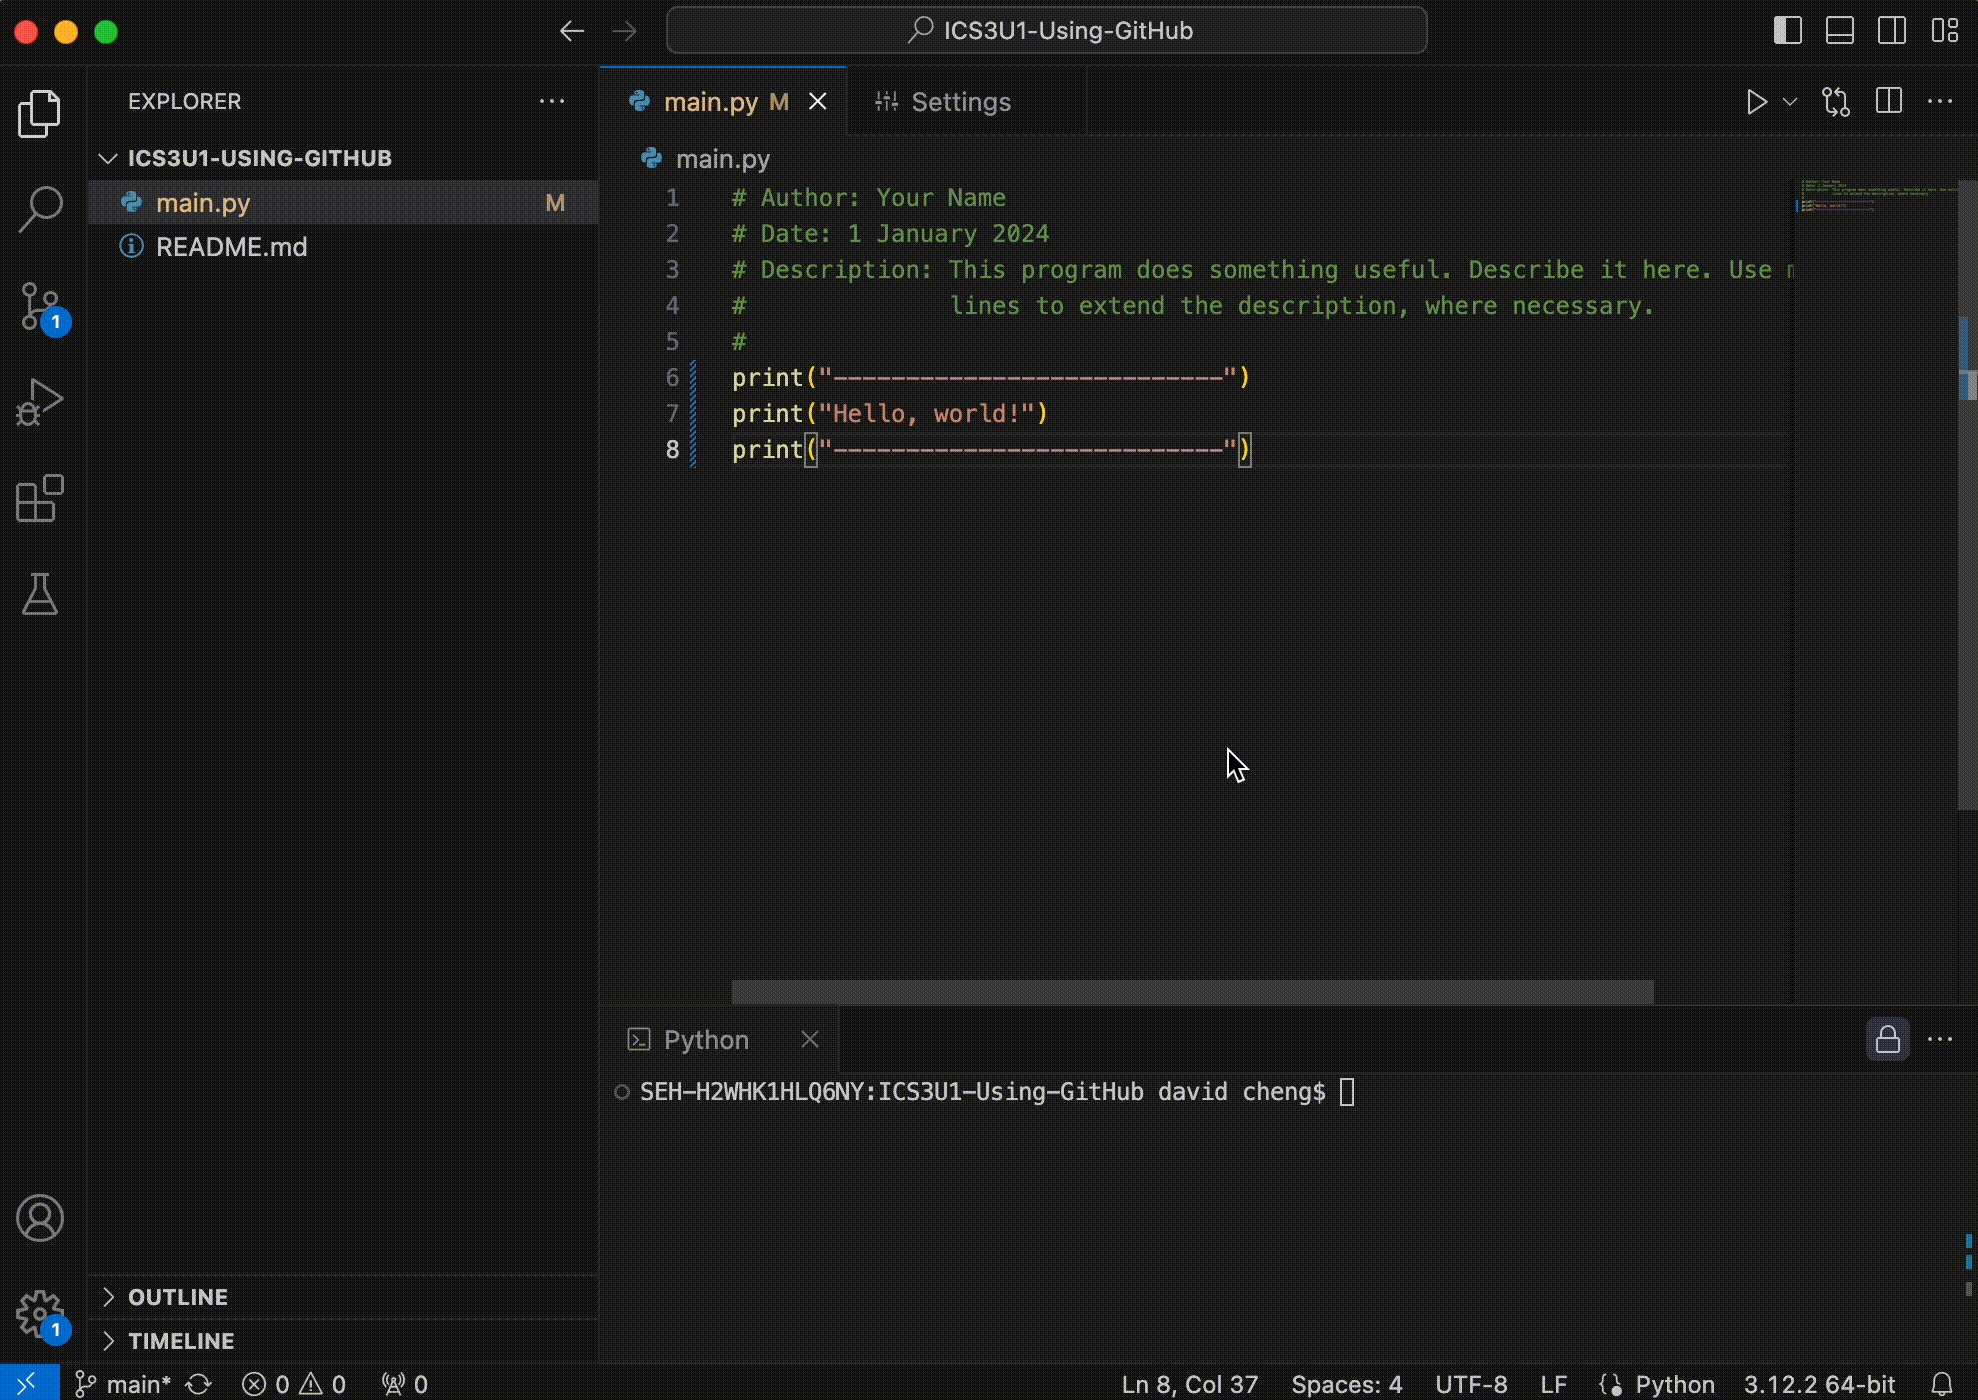 ICS3U1-Using-GitHub
EXPLORER
ICS3U1-USING-GITHUB
main.py M
README.md
1
main.py M
Settings
main.py
1 # Author: Your Name
2 # Date: 1 January 2024
3 # Description: This program does something useful. Describe it here. Use
4 # lines to extend the description, where necessary.
5 #
6 print("---------------------------")
7 print("Hello, world!")
8 print("---------------------------")
Python
SEH-H2WHK1HLQ6NY:ICS3U1-Using-GitHub david cheng$
1
OUTLINE
TIMELINE
main* 0 0 0 Ln 8, Col 37 Spaces: 4 UTF-8 LF Python 3.12.2 64-bit